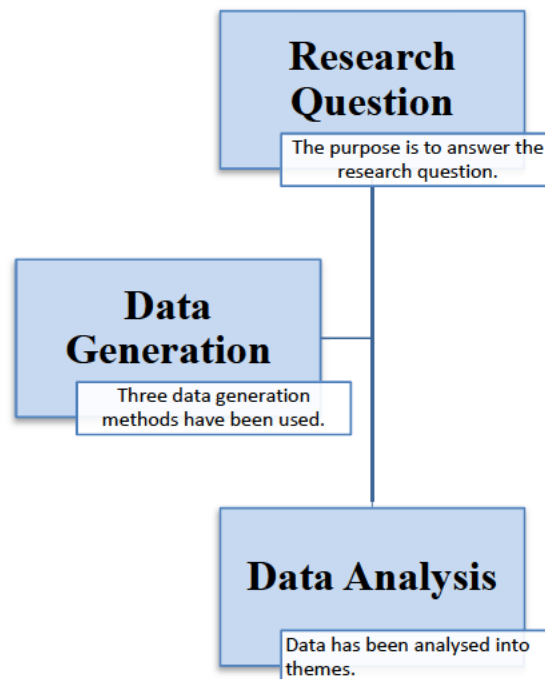 Research
Question
The purpose is to answer the
research question.
Data
Generation
Three data generation
methods have been used.
Data Analysis
Data has been analysed into
themes.